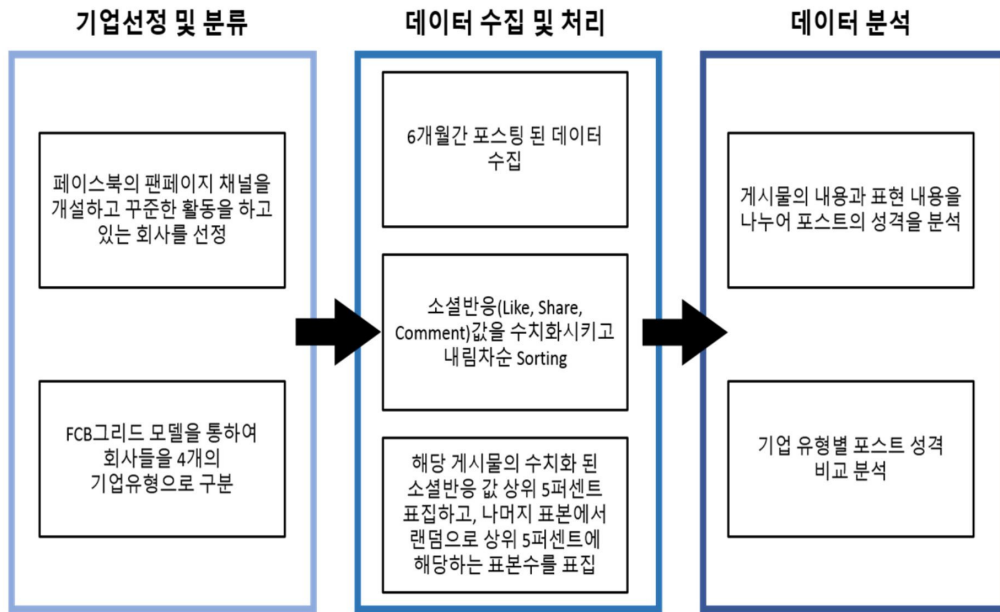 기업선정 및 분류
페이스북의 팬페이지 채널을
개설하고 꾸준한 활동을 하고
있는 회사를 선정
FCB그리드 모델을 통하여
회사들을 4개의
기업유형으로 구분
데이터 수집 및 처리
6개월간 포스팅 된 데이터
수집
소셜반응(Like, Share,
Comment)값을 수치화시키고
내림차순 Sorting
해당 게시물의 수치화 된
소셜반응 값 상위 5퍼센트
표집하고, 나머지 표본에서
랜덤으로 상위 5퍼센트에
해당하는 표본수를 표집
데이터 분석
게시물의 내용과 표현 내용을
나누어 포스트의 성격을 분석
기업 유형별 포스트 성격
비교 분석